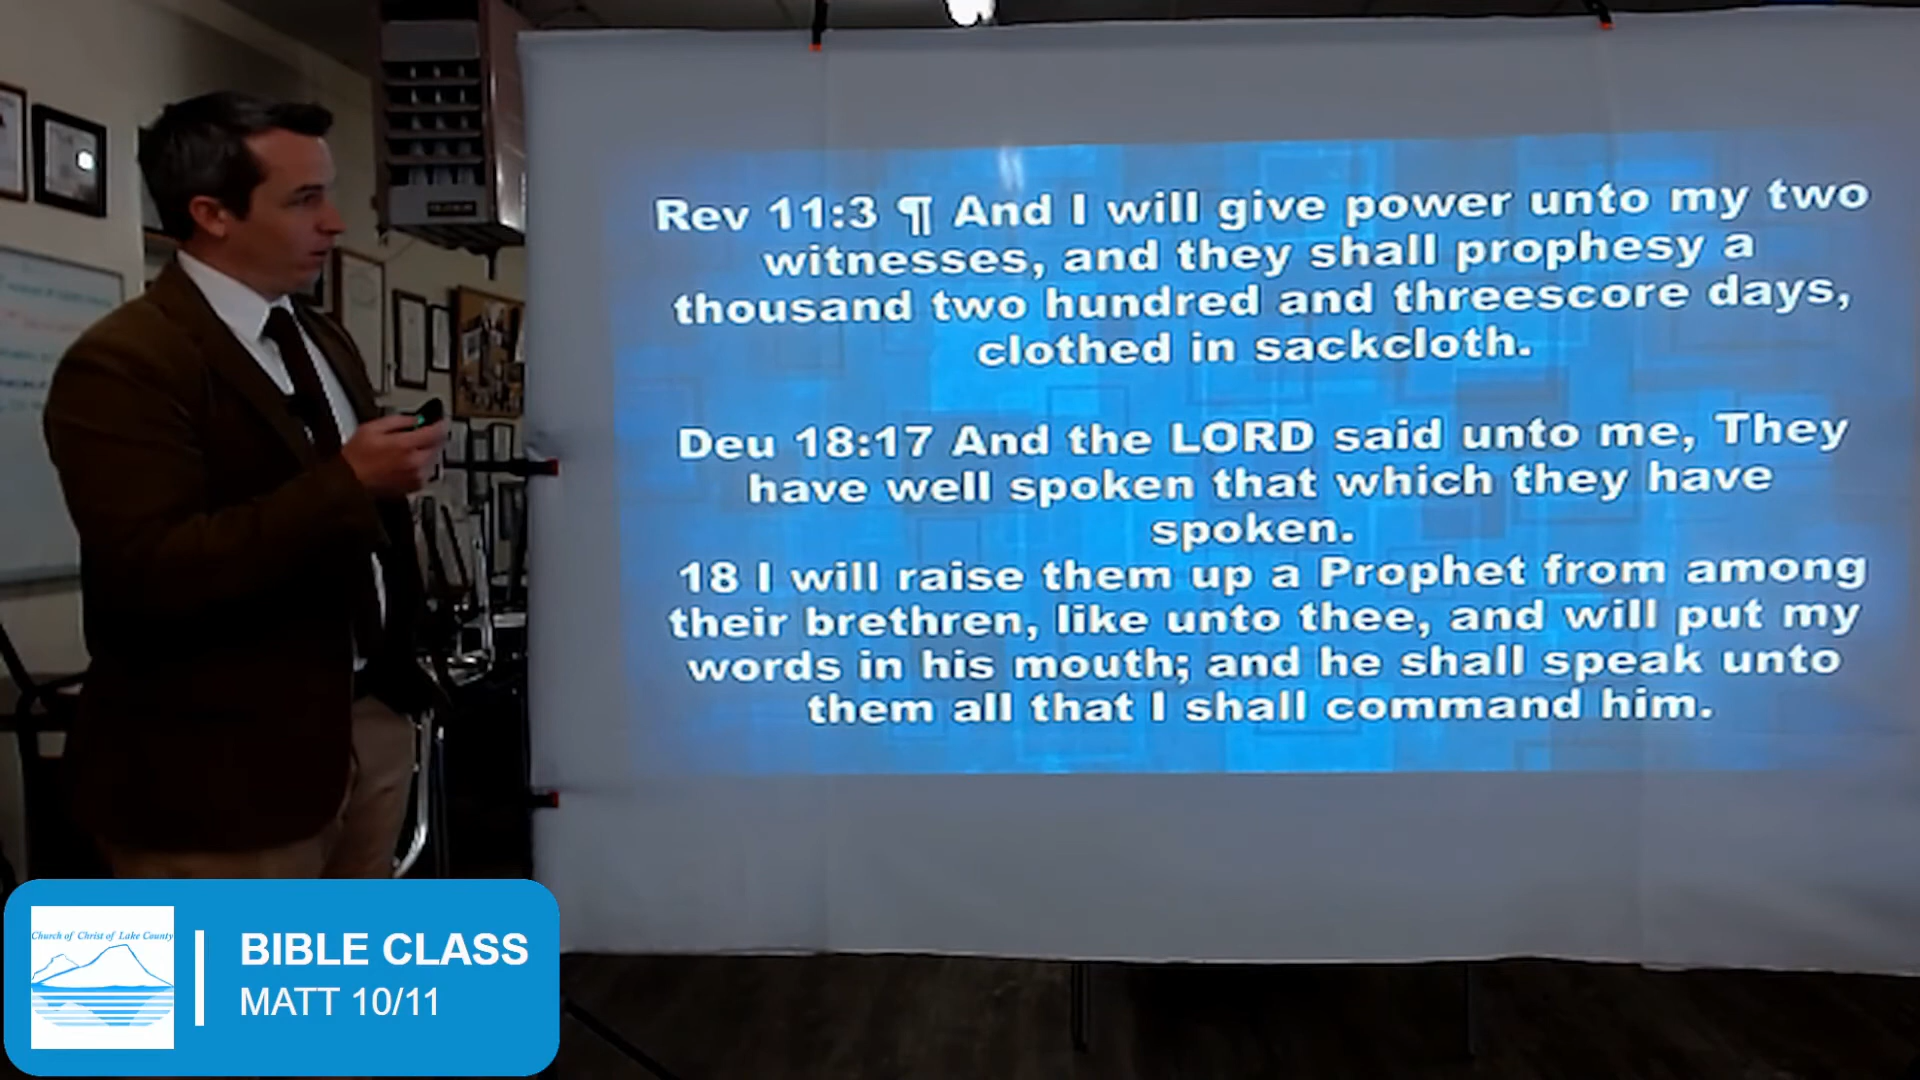 Rev 11:3 ¶ And I will give power unto my two
witnesses, and they shall prophesy a
thousand two hundred and threescore days,
clothed in sackcloth.
Deu 18:17 And the LORD said unto me, They
have well spoken that which they have
spoken.
18 I will raise them up a Prophet from among
their brethren, like unto thee, and will put my
words in his mouth; and he shall speak unto
them all that I shall command him.
Church of Christ of Lake County
BIBLE CLASS
MATT 10/11